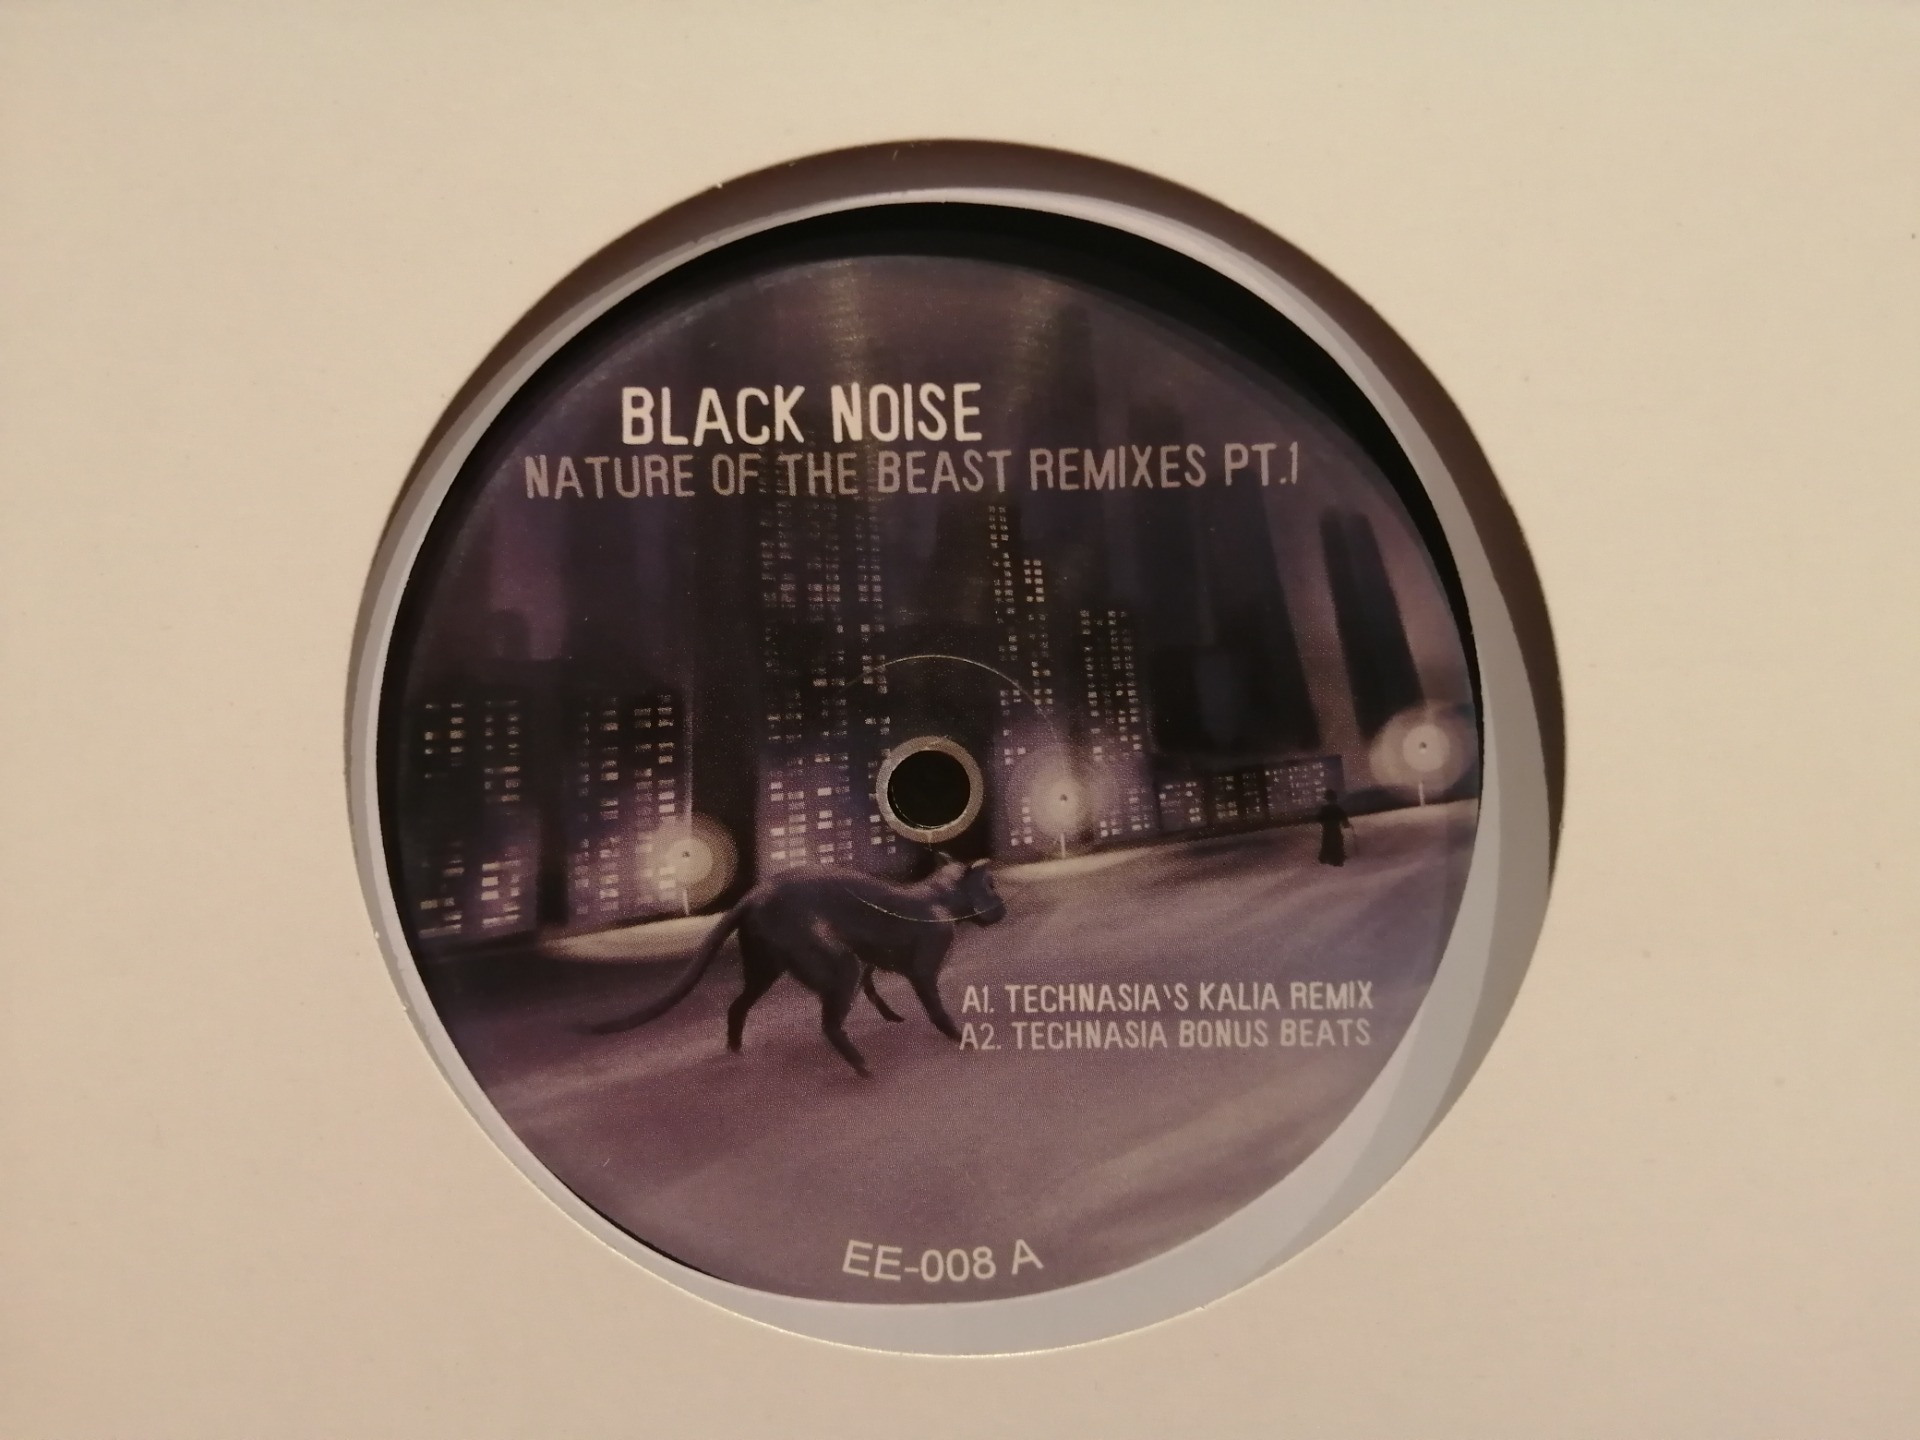 BLACK NOISE
NATURE OF THE BEAST REMIXES PT.1
A1. TECHNASIA'S KALIA REMIX
A2. TECHNASIA BONUS BEATS
EE-008 A